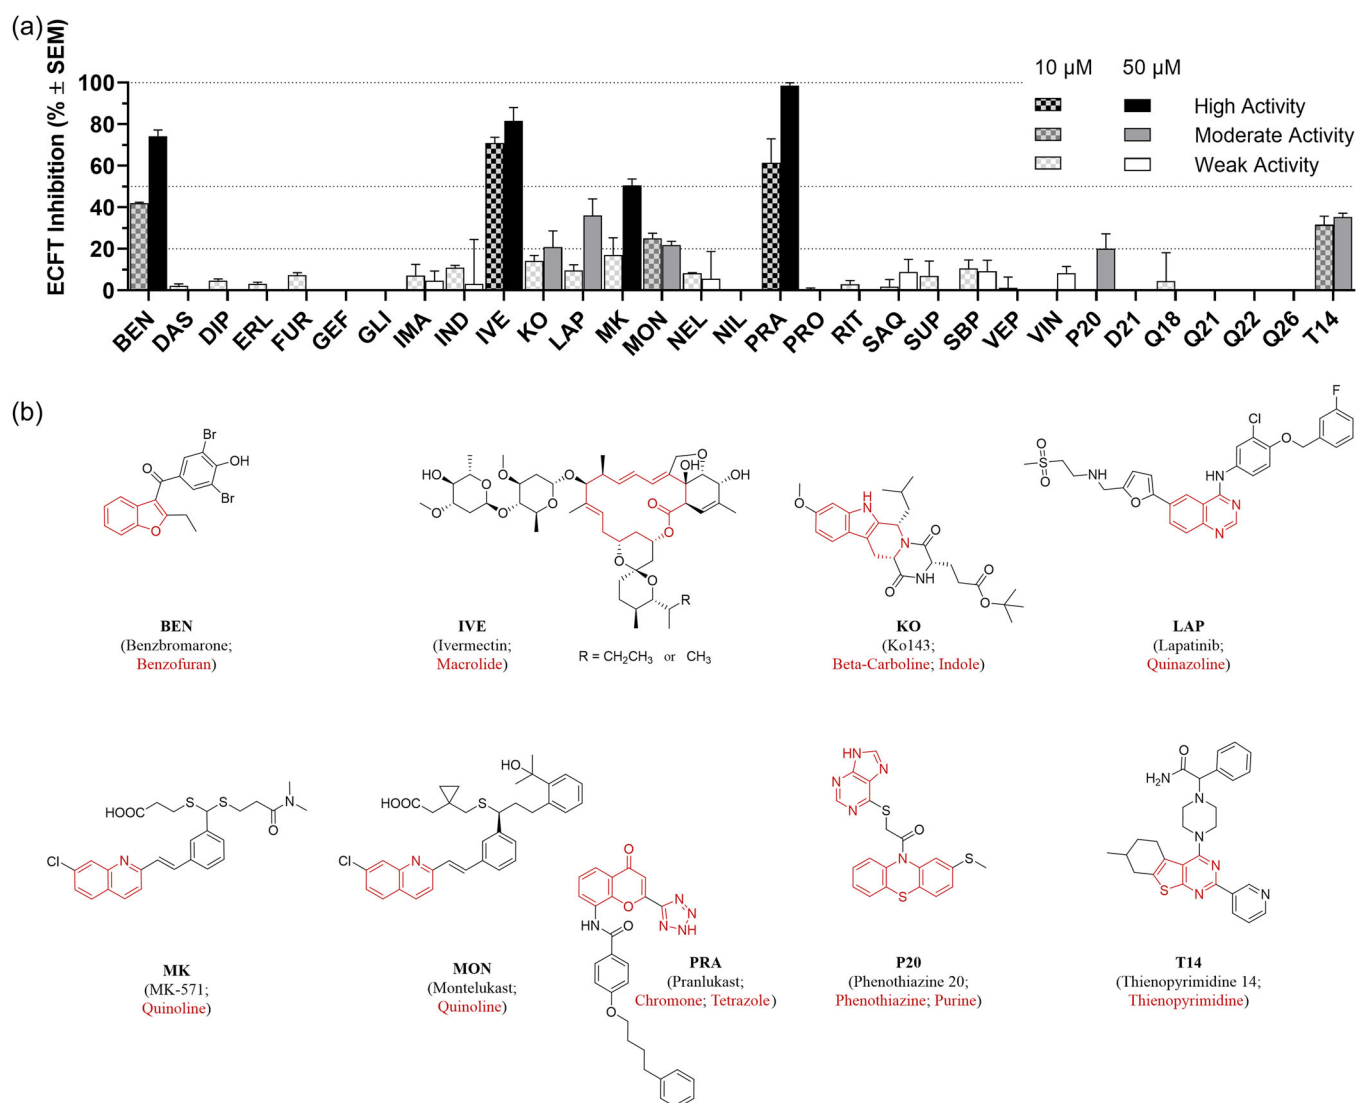 (a)
ECFT Inhibition (% ± SEM)
100
80
60
40
20
0
10 µM 50 µM
High Activity
Moderate Activity
Weak Activity
BEN DAS DIP ERL FUR GEF GLI IMA IND IVE KO LAP MK MON NEL NIL PRA PRO RIT SAQ SUP SBP VEP VIN P20 D21 Q18 Q21 Q22 Q26 T14
(b)
Br
O
OH
Br
O
BEN
(Benzbromarone;
Benzofuran)
HO
O
O
O
O
O
O
O
O
OH
OH
O
O
O
O
R
IVE
(Ivermectin;
Macrolide)
R = CH2CH3 or CH3
O
H
N
N
O
O
NH
O
O
KO
(Ko143;
Beta-Carboline; Indole)
F
Cl
O
O
S
O
NH
O
HN
N
N
LAP
(Lapatinib;
Quinazoline)
HOOC
S
S
N
O
Cl
N
MK
(MK-571;
Quinoline)
HO
HOOC
S
Cl
N
MON
(Montelukast;
Quinoline)
O
O
N
N
N
NH
HN
O
O
PRA
(Pranlukast;
Chromone; Tetrazole)
HN
N
N
N
S
O
N
S
S
P20
(Phenothiazine 20;
Phenothiazine; Purine)
O
H2N
N
N
N
S
N
N
T14
(Thienopyrimidine 14;
Thienopyrimidine)